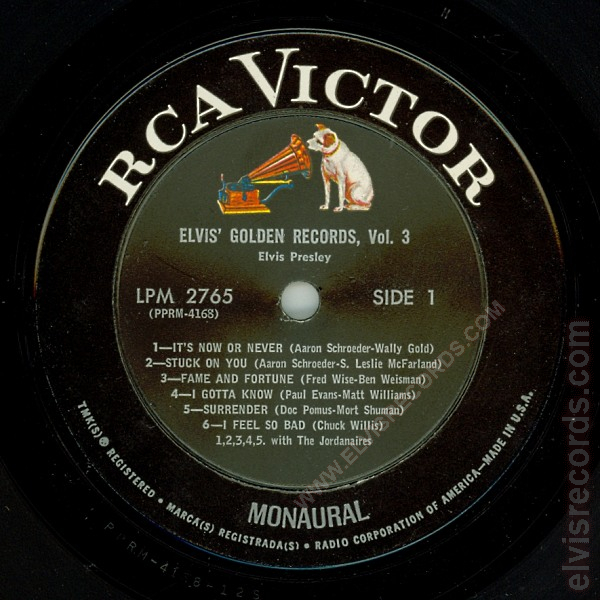 RCA VICTOR
ELVIS' GOLDEN RECORDS, Vol. 3
Elvis Presley
LPM 2765
SIDE 1
(PPRM-4168)
1—IT'S NOW OR NEVER (Aaron Schroeder-Wally Gold)
2—STUCK ON YOU (Aaron Schroeder-S. Leslie McFarland)
3—FAME AND FORTUNE (Fred Wise-Ben Weisman)
4—I GOTTA KNOW (Paul Evans-Matt Williams)
5—SURRENDER (Doc Pomus-Mort Shuman)
6—I FEEL SO BAD (Chuck Willis)
1,2,3,4,5. with The Jordanaires
MONAURAL
TMK(S) ® REGISTERED • MARCA(S) REGISTRADA(S) • RADIO CORPORATION OF AMERICA—MADE IN U.S.A.
WWW.ELVISRECORDS.COM
elvisrecords.com